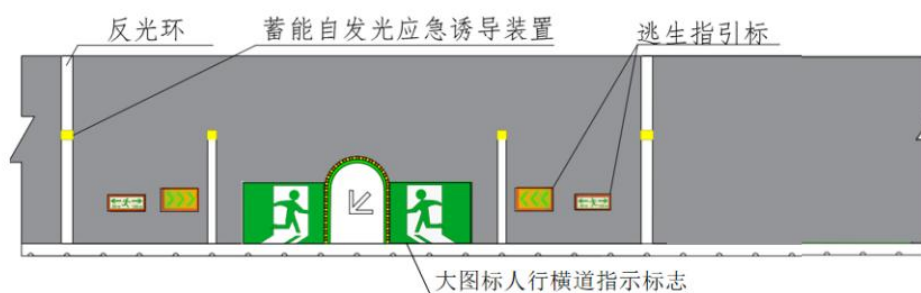 反光环
蓄能自发光应急诱导装置
逃生指引标
大图标人行横道指示标志